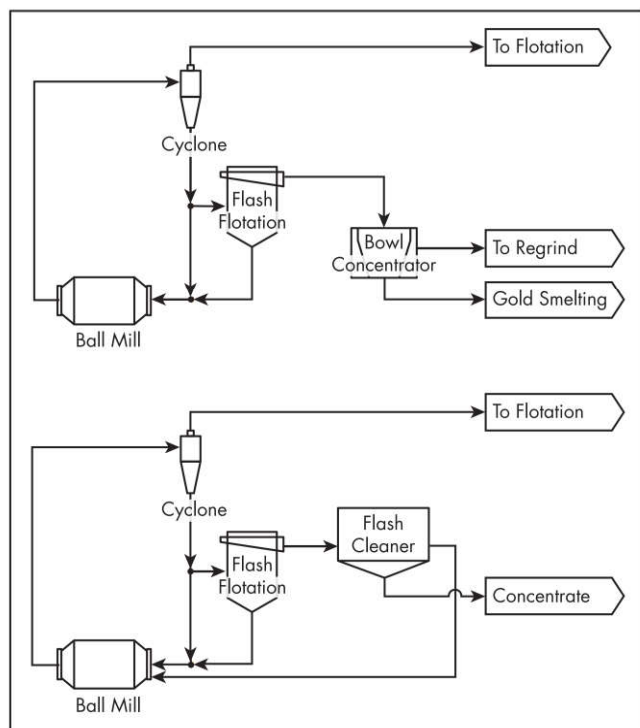 To Flotation
Cyclone
Flash
Flotation
Bowl
Concentrator
To Regrind
Gold Smelting
Ball Mill
To Flotation
Cyclone
Flash
Flotation
Flash
Cleaner
Concentrate
Ball Mill